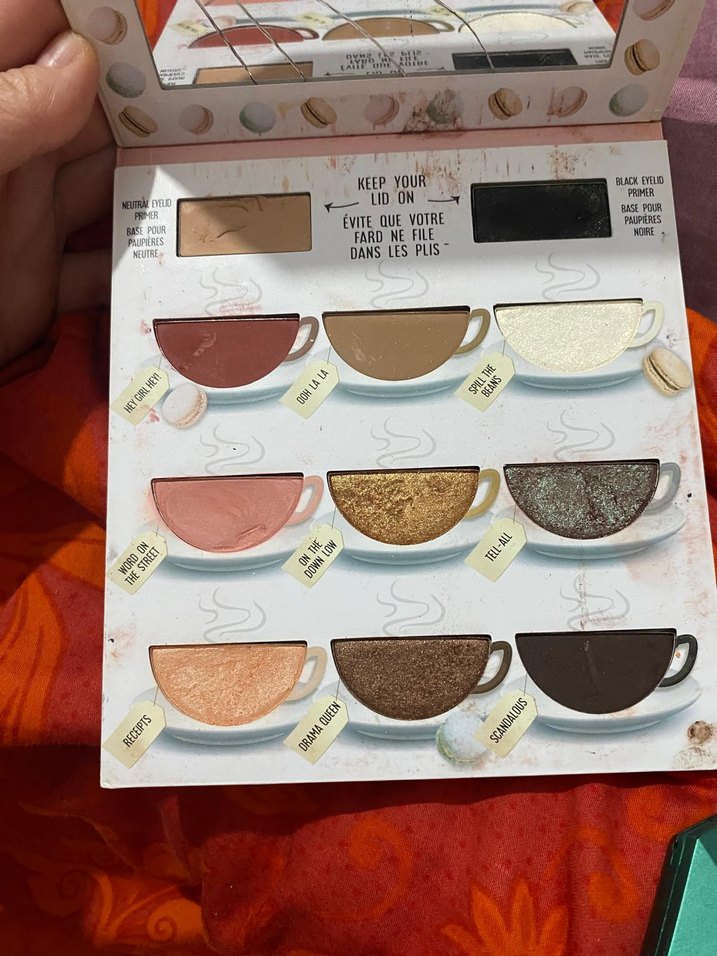 NEUTRAL EYELID
PRIMER
BASE POUR
PAUPIÈRES
NEUTRE
KEEP YOUR
LID ON
ÉVITE QUE VOTRE
FARD NE FILE
DANS LES PLIS
BLACK EYELID
PRIMER
BASE POUR
PAUPIÈRES
NOIRE
HEY GIRL HEY!
OOH LA LA
SPILL THE
BEANS
WORD ON
THE STREET
ON THE
DOWN LOW
TELL-ALL
RECEIPTS
DRAMA QUEEN
SCANDALOUS